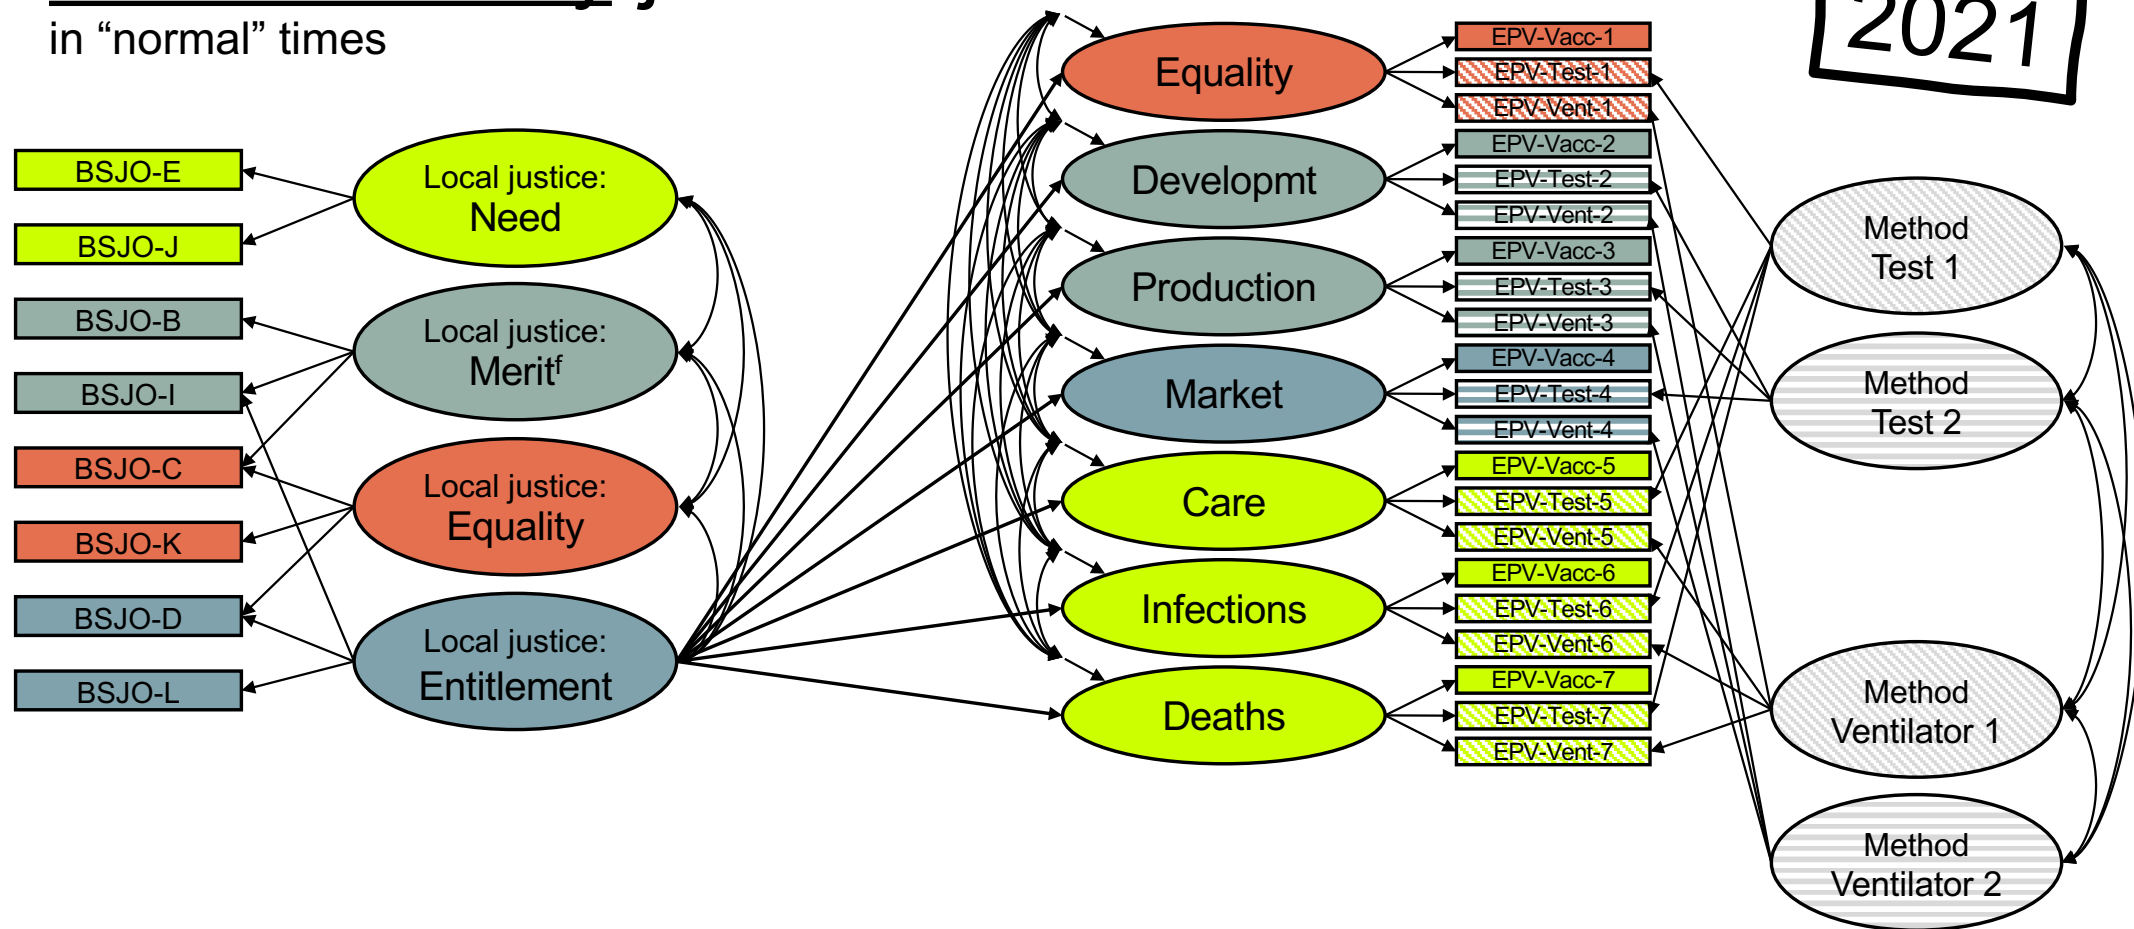 in “normal” times
2021
BSJO-E
BSJO-J
BSJO-B
BSJO-I
BSJO-C
BSJO-K
BSJO-D
BSJO-L
Local justice:
Need
Local justice:
Meritᶠ
Local justice:
Equality
Local justice:
Entitlement
Equality
Developmt
Production
Market
Care
Infections
Deaths
EPV-Vacc-1
EPV-Test-1
EPV-Vent-1
EPV-Vacc-2
EPV-Test-2
EPV-Vent-2
EPV-Vacc-3
EPV-Test-3
EPV-Vent-3
EPV-Vacc-4
EPV-Test-4
EPV-Vent-4
EPV-Vacc-5
EPV-Test-5
EPV-Vent-5
EPV-Vacc-6
EPV-Test-6
EPV-Vent-6
EPV-Vacc-7
EPV-Test-7
EPV-Vent-7
Method
Test 1
Method
Test 2
Method
Ventilator 1
Method
Ventilator 2